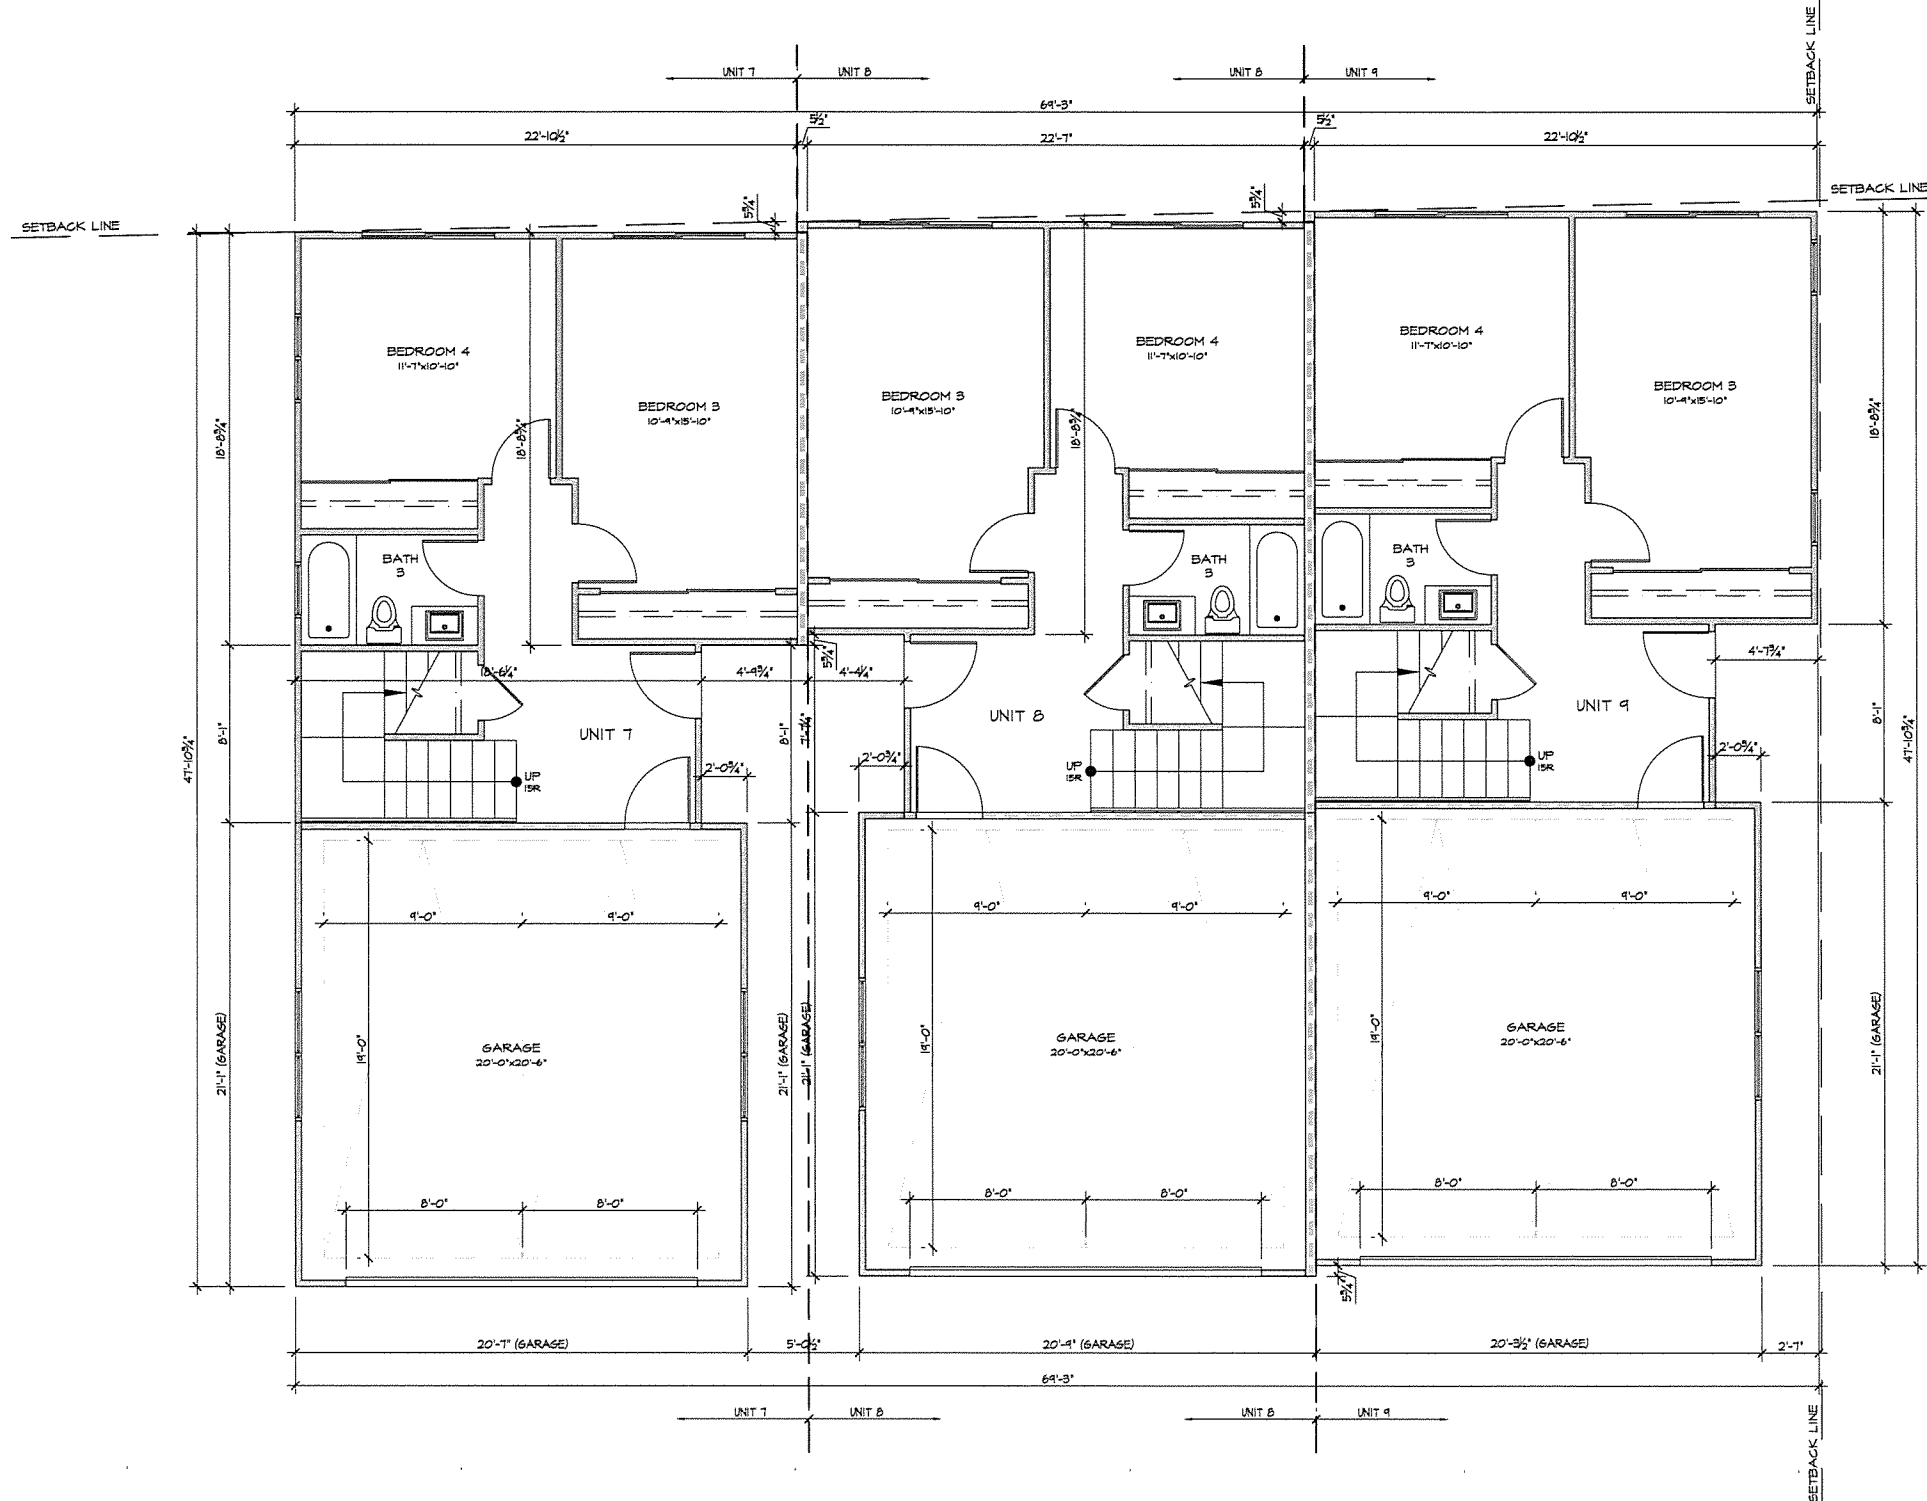 SETBACK LINE
UNIT 7
UNIT 8
UNIT 8
UNIT 9
69'-3"
5½"
5½"
22'-10½"
22'-7"
22'-10½"
SETBACK LINE
5¾"
5¾"
SETBACK LINE
BEDROOM 4
11'-7"x10'-10"
BEDROOM 3
10'-9"x15'-10"
BEDROOM 3
10'-9"x15'-10"
BEDROOM 4
11'-7"x10'-10"
BEDROOM 4
11'-7"x10'-10"
BEDROOM 3
10'-9"x15'-10"
18'-8¾"
18'-8¾"
18'-8¾"
18'-8¾"
BATH
3
BATH
3
BATH
3
18'-6¼"
4'-9¾"
5¾"
4'-4¼"
4'-7¾"
UNIT 7
UNIT 8
UNIT 9
47'-10¾"
8'-1"
8'-1"
7'-7¼"
8'-1"
47'-10¾"
UP
15R
2'-0¾"
2'-0¾"
UP
15R
UP
15R
2'-0¾"
9'-0"
9'-0"
9'-0"
9'-0"
9'-0"
9'-0"
21'-1" (GARAGE)
19'-0"
GARAGE
20'-0"x20'-6"
21'-1" (GARAGE)
21'-1" (GARAGE)
19'-0"
GARAGE
20'-0"x20'-6"
19'-0"
GARAGE
20'-0"x20'-6"
21'-1" (GARAGE)
8'-0"
8'-0"
8'-0"
8'-0"
8'-0"
8'-0"
5¾"
20'-7" (GARAGE)
5'-0½"
20'-9" (GARAGE)
20'-3½" (GARAGE)
2'-7"
69'-3"
UNIT 7
UNIT 8
UNIT 8
UNIT 9
SETBACK LINE